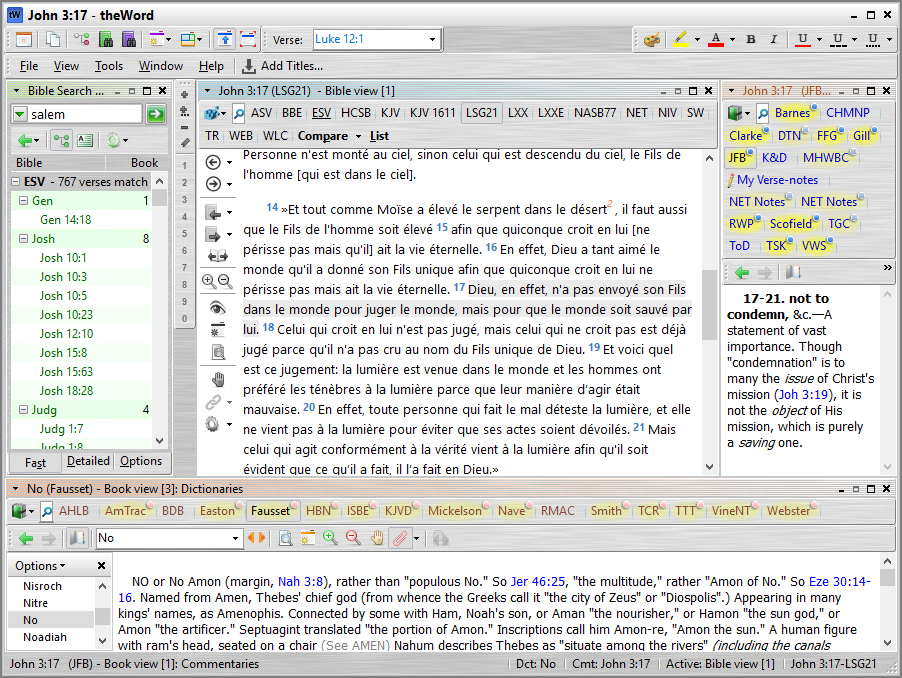 John 3:17 - theWord
Verse: Luke 12:1
B I U U U
File View Tools Window Help Add Titles...
Bible Search ...
salem
Bible Book
ESV - 767 verses match
Gen 1
Gen 14:18
Josh 8
Josh 10:1
Josh 10:3
Josh 10:5
Josh 10:23
Josh 12:10
Josh 15:8
Josh 15:63
Josh 18:28
Judg 4
Judg 1:7
Judg 1:8
Fast Detailed Options
1
2
3
4
5
6
7
8
9
0
John 3:17 (LSG21) - Bible view [1]
ASV BBE ESV HCSB KJV KJV 1611 LSG21 LXX LXXE NASB77 NET NIV SW
TR WEB WLC Compare List
Personne n'est monté au ciel, sinon celui qui est descendu du ciel, le Fils de
l'homme [qui est dans le ciel].
14 »Et tout comme Moïse a élevé le serpent dans le désert2 , il faut aussi
que le Fils de l'homme soit élevé 15 afin que quiconque croit en lui [ne
périsse pas mais qu'il] ait la vie éternelle. 16 En effet, Dieu a tant aimé le
monde qu'il a donné son Fils unique afin que quiconque croit en lui ne
périsse pas mais ait la vie éternelle. 17 Dieu, en effet, n'a pas envoyé son Fils
dans le monde pour juger le monde, mais pour que le monde soit sauvé par
lui. 18 Celui qui croit en lui n'est pas jugé, mais celui qui ne croit pas est déjà
jugé parce qu'il n'a pas cru au nom du Fils unique de Dieu. 19 Et voici quel
est ce jugement: la lumière est venue dans le monde et les hommes ont
préféré les ténèbres à la lumière parce que leur manière d'agir était
mauvaise. 20 En effet, toute personne qui fait le mal déteste la lumière, et elle
ne vient pas à la lumière pour éviter que ses actes soient dévoilés. 21 Mais
celui qui agit conformément à la vérité vient à la lumière afin qu'il soit
évident que ce qu'il a fait, il l'a fait en Dieu.»
John 3:17 (JFB)...
Barnes CHMNP
Clarke DTN FFG Gill
JFB K&D MHWBC
My Verse-notes
NET Notes NET Notes
RWP Scofield TGC
ToD TSK VWS
17-21. not to
condemn, &c.—A
statement of vast
importance. Though
"condemnation" is to
many the issue of Christ's
mission (Joh 3:19), it is
not the object of His
mission, which is purely
a saving one.
No (Fausset) - Book view [3]: Dictionaries
AHLB AmTrac BDB Easton Fausset HBN ISBE KJVD Mickelson Nave RMAC Smith TCR TTT VineNT Webster
No
Options
Nisroch
Nitre
No
Noadiah
NO or No Amon (margin, Nah 3:8), rather than "populous No." So Jer 46:25, "the multitude," rather "Amon of No." So Eze 30:14-
16. Named from Amen, Thebes' chief god (from whence the Greeks call it "the city of Zeus" or "Diospolis".) Appearing in many
kings' names, as Amenophis. Connected by some with Ham, Noah's son, or Aman "the nourisher," or Hamon "the sun god," or
Amon "the artificer." Septuagint translated "the portion of Amon." Inscriptions call him Amon-re, "Amon the sun." A human figure
with ram's head, seated on a chair (See AMEN) Nahum describes Thebes as "situate among the rivers" (including the canals
John 3:17 (JFB) - Book view [1]: Commentaries Dct: No Cmt: John 3:17 Active: Bible view [1] John 3:17-LSG21